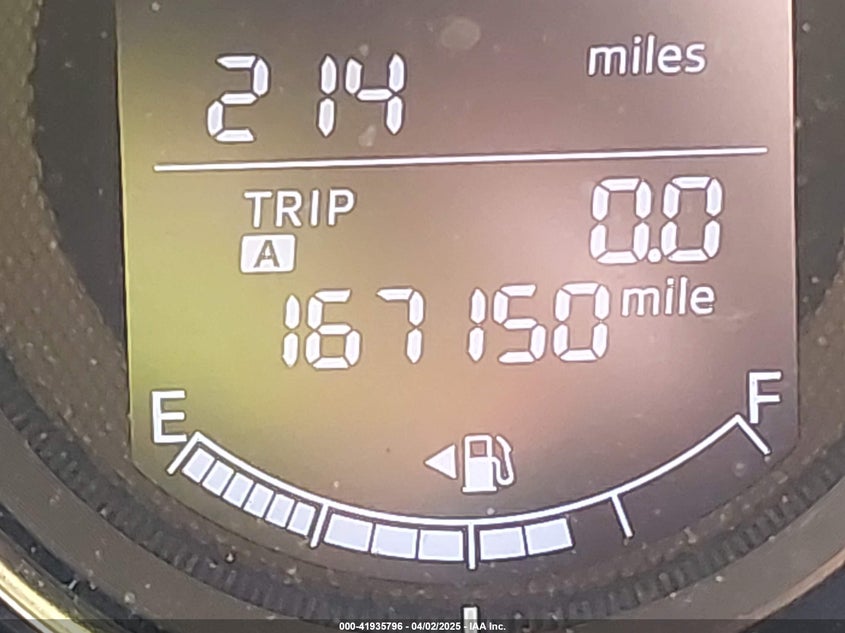 214 miles
TRIP 0.0
A
167150 mile
E F
000-41935796 - 04/02/2025 - IAA Inc.